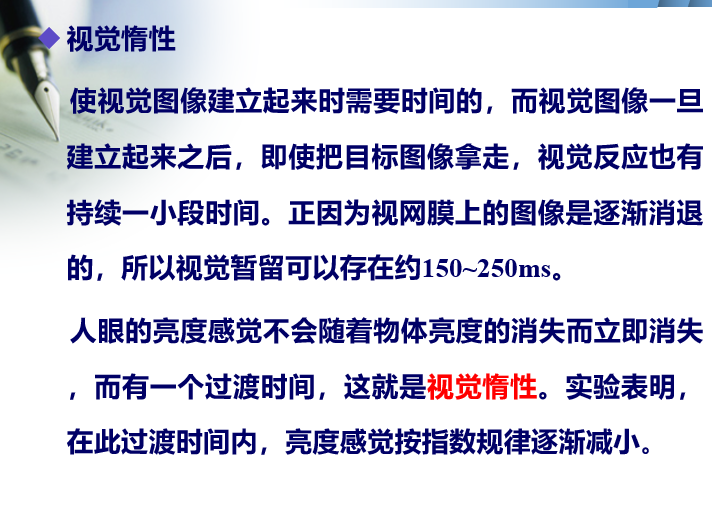 视觉惰性
使视觉图像建立起来时需要时间的，而视觉图像一旦
建立起来之后，即使把目标图像拿走，视觉反应也有
持续一小段时间。正因为视网膜上的图像是逐渐消退
的，所以视觉暂留可以存在约150~250ms。
人眼的亮度感觉不会随着物体亮度的消失而立即消失
，而有一个过渡时间，这就是视觉惰性。实验表明，
在此过渡时间内，亮度感觉按指数规律逐渐减小。